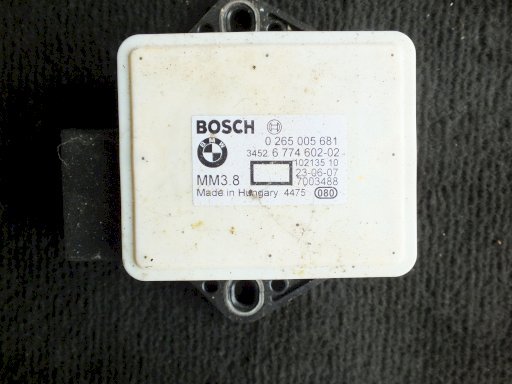 BOSCH
0 265 005 681
BMW
3452 6 774 602-02
102135 10
MM3.8
23-06-07
7003488
Made in Hungary 4475 080